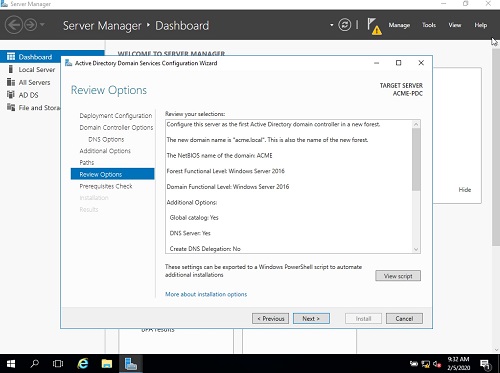 Server Manager
Server Manager • Dashboard
Manage Tools View Help
Dashboard
Local Server
All Servers
AD DS
File and Stora
WELCOME TO SERVER MANAGER
Active Directory Domain Services Configuration Wizard
Review Options
TARGET SERVER
ACME-PDC
Deployment Configuration
Domain Controller Options
DNS Options
Additional Options
Paths
Review Options
Prerequisites Check
Installation
Results
Review your selections:
Configure this server as the first Active Directory domain controller in a new forest.
The new domain name is "acme.local". This is also the name of the new forest.
The NetBIOS name of the domain: ACME
Forest Functional Level: Windows Server 2016
Domain Functional Level: Windows Server 2016
Additional Options:
Global catalog: Yes
DNS Server: Yes
Create DNS Delegation: No
These settings can be exported to a Windows PowerShell script to automate
additional installations
View script
More about installation options
< Previous
Next >
Install
Cancel
Hide
BPA results
9:32 AM
2/5/2020